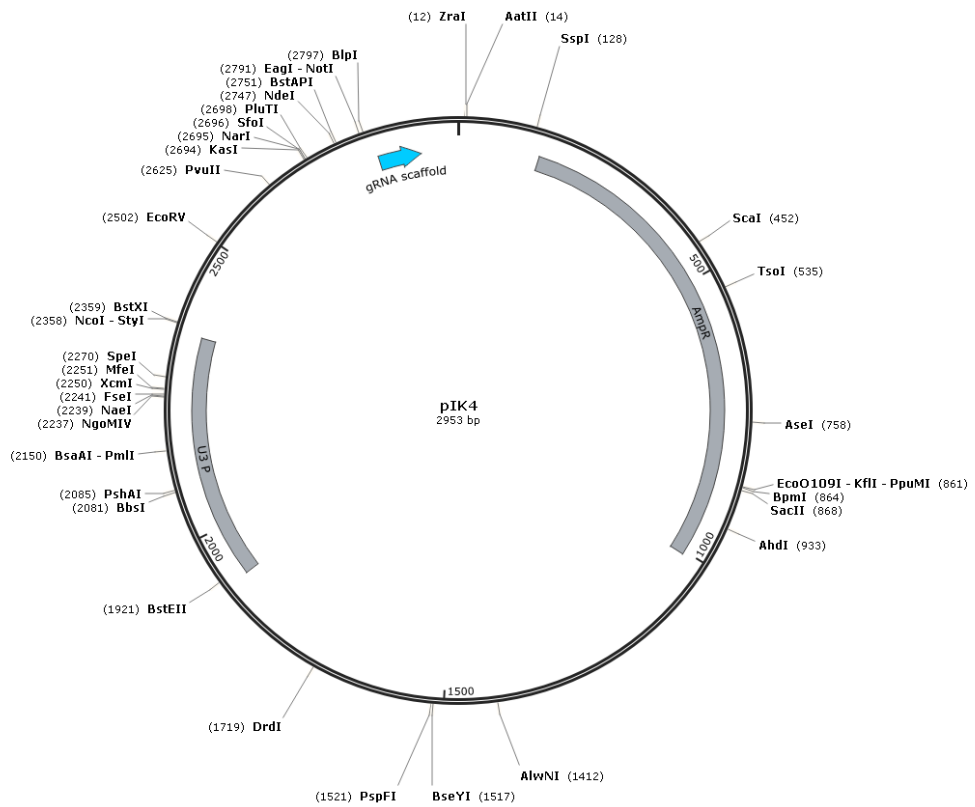 (12) ZraI
AatII (14)
SspI (128)
(2797) BlpI
(2791) EagI - NotI
(2751) BstAPI
(2747) NdeI
(2698) PluTI
(2696) SfoI
(2695) NarI
(2694) KasI
(2625) PvuII
gRNA scaffold
(2502) EcoRV
ScaI (452)
2500
500
TsoI (535)
(2359) BstXI
(2358) NcoI - StyI
AmpR
(2270) SpeI
(2251) MfeI
(2250) XcmI
(2241) FseI
(2239) NaeI
(2237) NgoMIV
pIK4
2953 bp
AseI (758)
(2150) BsaAI - PmlI
U3 P
(2085) PshAI
(2081) BbsI
EcoO109I - KflI - PpuMI (861)
BpmI (864)
SacII (868)
2000
1000
AhdI (933)
(1921) BstEII
1500
(1719) DrdI
AlwNI (1412)
(1521) PspFI
BseYI (1517)